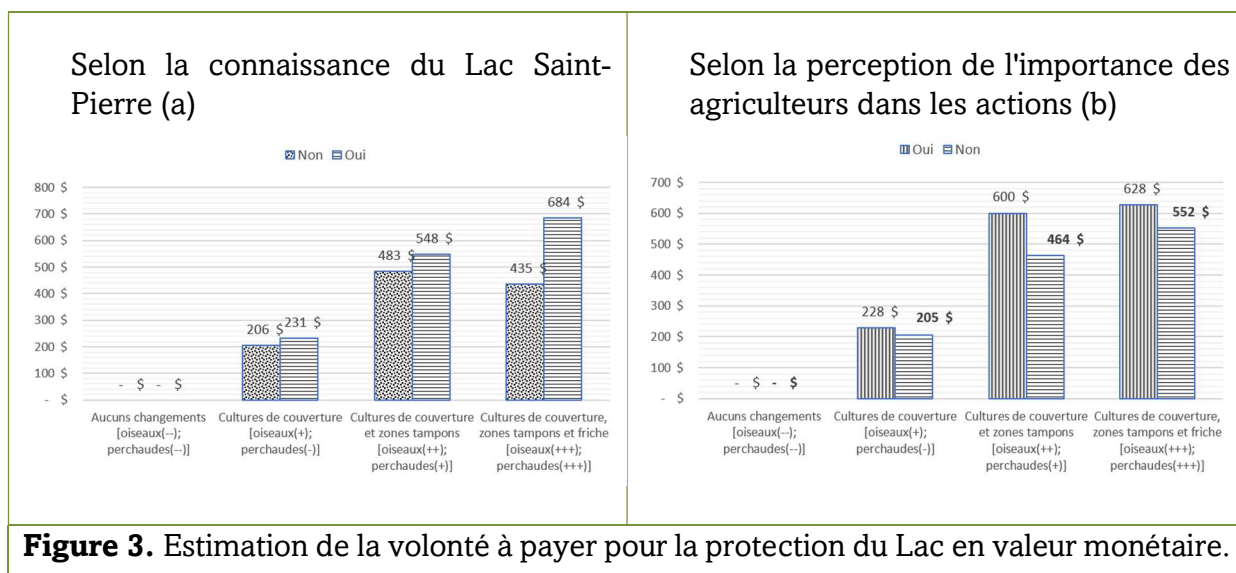 Selon la connaissance du Lac Saint-
Pierre (a)
Non Oui
800 $
700 $
600 $
500 $
400 $
300 $
200 $
100 $
- $
- $ - $
206 $ 231 $
483 $ 548 $
435 $ 684 $
Aucuns changements
[oiseaux(--);
perchaudes(--)]
Cultures de couverture
[oiseaux(+);
perchaudes(-)]
Cultures de couverture
et zones tampons
[oiseaux(++);
perchaudes(+)]
Cultures de couverture,
zones tampons et friche
[oiseaux(+++);
perchaudes(+++)]
Selon la perception de l'importance des
agriculteurs dans les actions (b)
Oui Non
700 $
600 $
500 $
400 $
300 $
200 $
100 $
- $
- $ - $
228 $ 205 $
600 $ 464 $
628 $ 552 $
Aucuns changements
[oiseaux(--);
perchaudes(--)]
Cultures de couverture
[oiseaux(+);
perchaudes(-)]
Cultures de couverture
et zones tampons
[oiseaux(++);
perchaudes(+)]
Cultures de couverture,
zones tampons et friche
[oiseaux(+++);
perchaudes(+++)]
Figure 3. Estimation de la volonté à payer pour la protection du Lac en valeur monétaire.